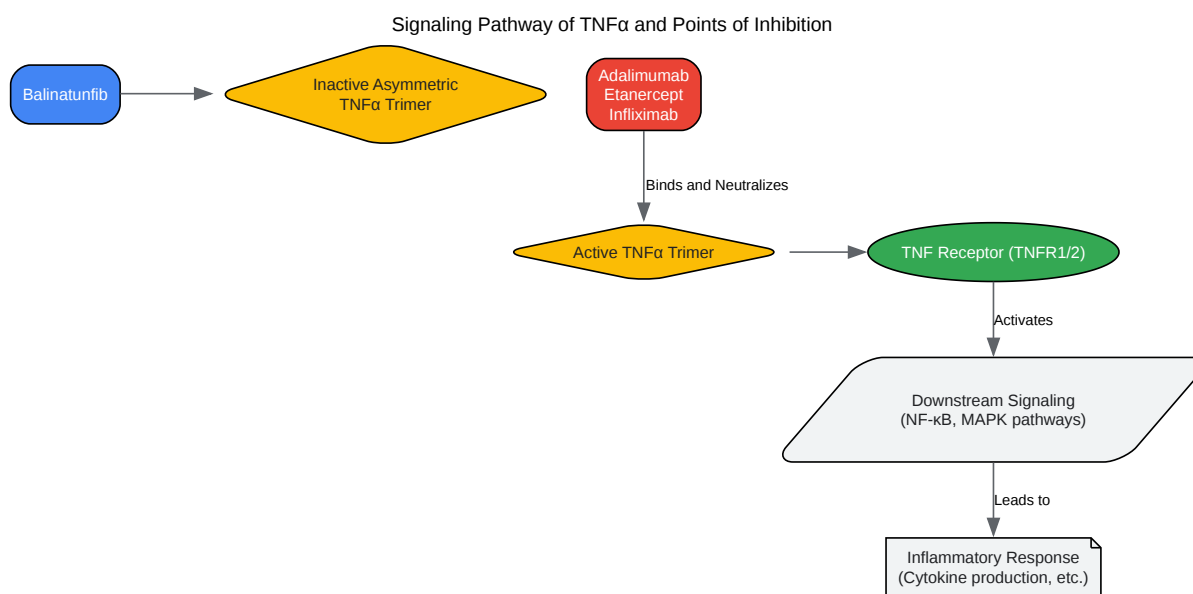 Signaling Pathway of TNFα and Points of Inhibition
Balinatunfib
Inactive Asymmetric
TNFα Trimer
Adalimumab
Etanercept
Infliximab
Binds and Neutralizes
Active TNFα Trimer
TNF Receptor (TNFR1/2)
Activates
Downstream Signaling
(NF-κB, MAPK pathways)
Leads to
Inflammatory Response
(Cytokine production, etc.)